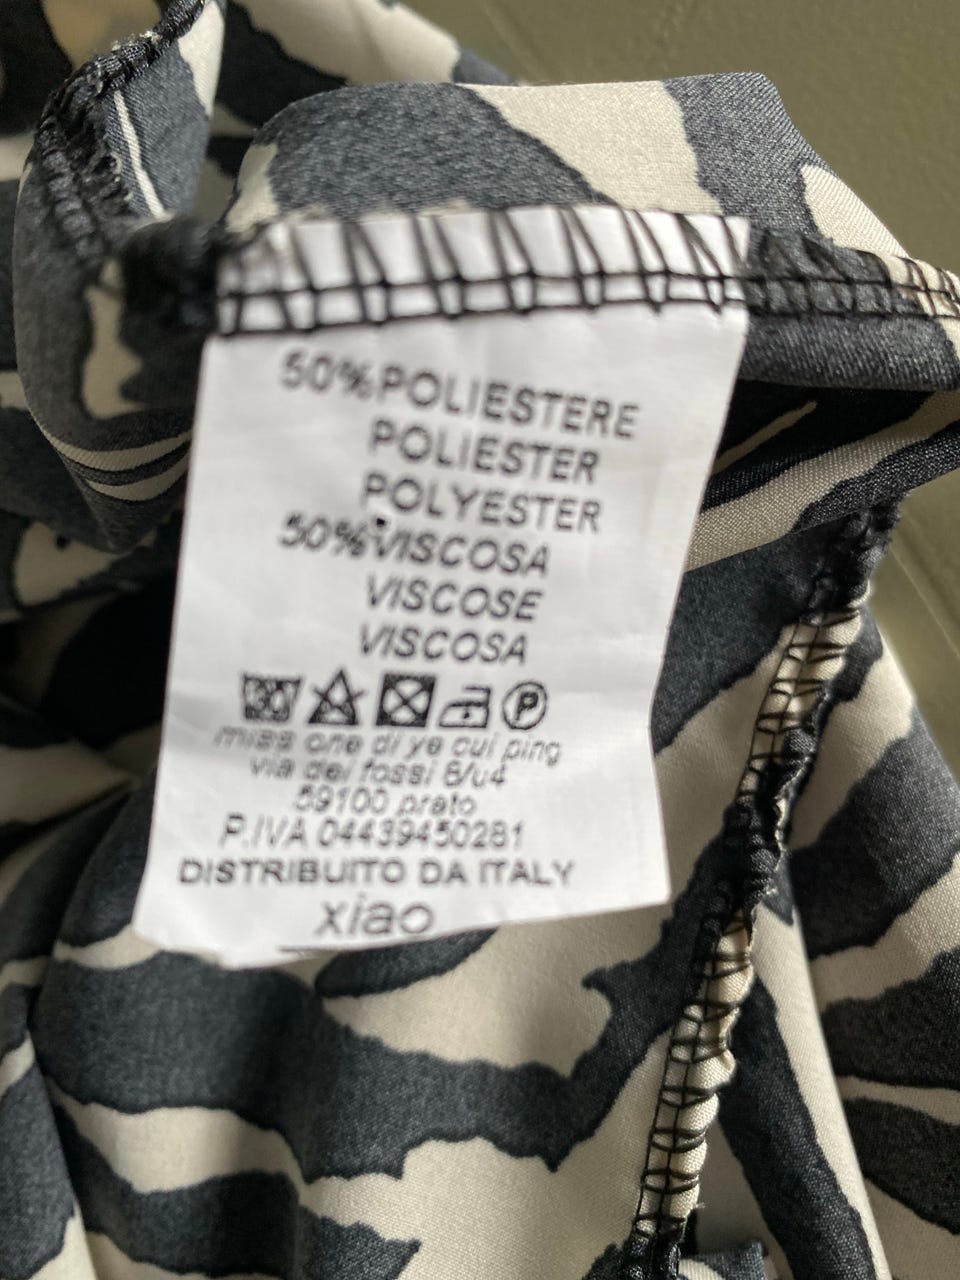 50%POLIESTERE
POLIESTER
POLYESTER
50%VISCOSA
VISCOSE
VISCOSA
P
miss one di ye cui ping
via dei fossi 6/u4
59100 prato
P.IVA 04439450281
DISTRIBUITO DA ITALY
xiao